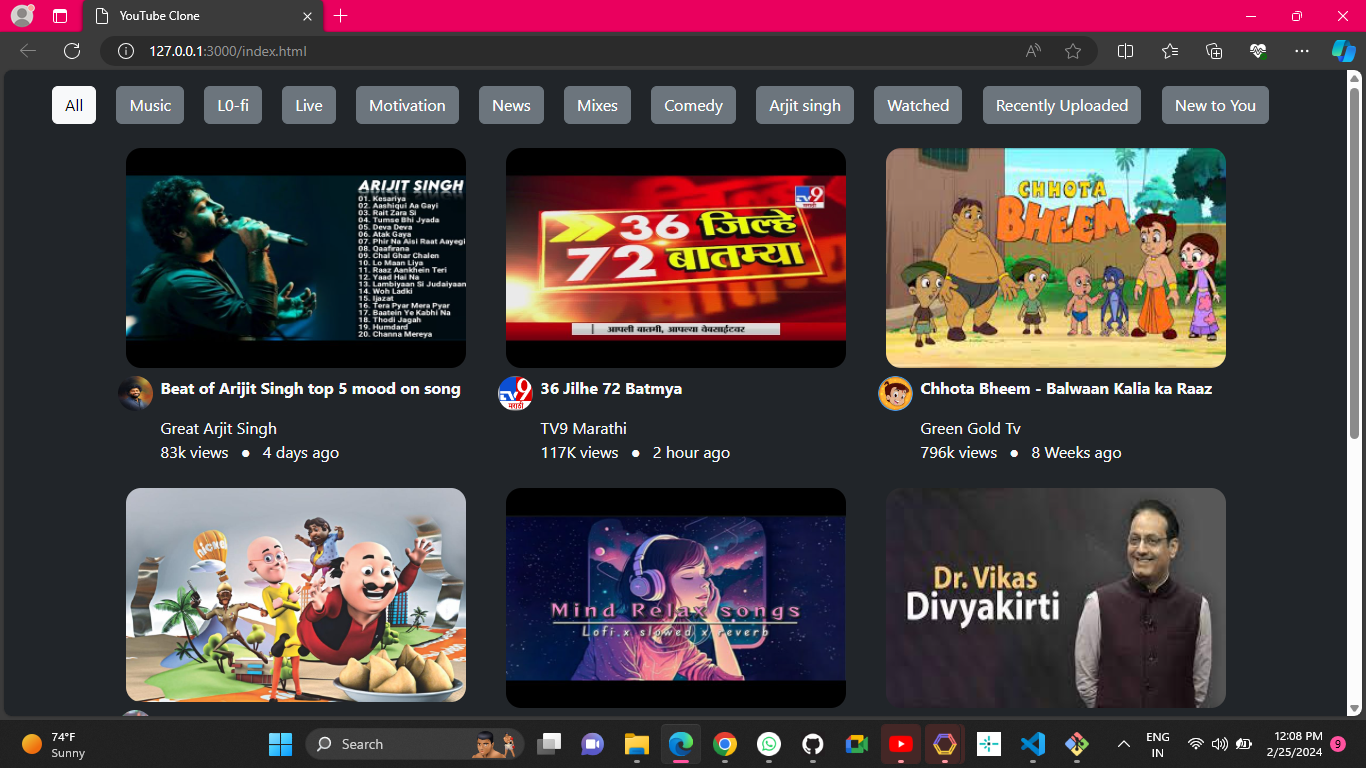 YouTube Clone
127.0.0.1:3000/index.html
All
Music
L0-fi
Live
Motivation
News
Mixes
Comedy
Arjit singh
Watched
Recently Uploaded
New to You
ARIJIT SINGH
01. Kesariya
02. Aashiqui Aa Gayi
03. Rait Zara Si
04. Tumse Bhi Jyada
05. Deva Deva
06. Atak Gaya
07. Phir Na Aisi Raat Aayegi
08. Qaafirana
09. Chal Ghar Chalen
10. Lo Maan Liya
11. Raaz Aankhein Teri
12. Yaad Hai Na
13. Lambiyaan Si Judaiyaan
14. Woh Ladki
15. Ijazat
16. Tera Pyar Mera Pyar
17. Baatein Ye Kabhi Na
18. Thodi Jagah
19. Humdard
20. Channa Mereya
TV9
मराठी
36 जिल्हे
72 बातम्या
आपली बातमी, आपल्या वेबसाईटवर
CHHOTA
BHEEM
Beat of Arijit Singh top 5 mood on song
Great Arjit Singh
83k views ● 4 days ago
TV9
मराठी
36 Jilhe 72 Batmya
TV9 Marathi
117K views ● 2 hour ago
Chhota Bheem - Balwaan Kalia ka Raaz
Green Gold Tv
796k views ● 8 Weeks ago
nick
Mind Relax songs
Lofi x slowed x reverb
Dr. Vikas
Divyakirti
74°F
Sunny
Search
ENG
IN
12:08 PM
2/25/2024
9